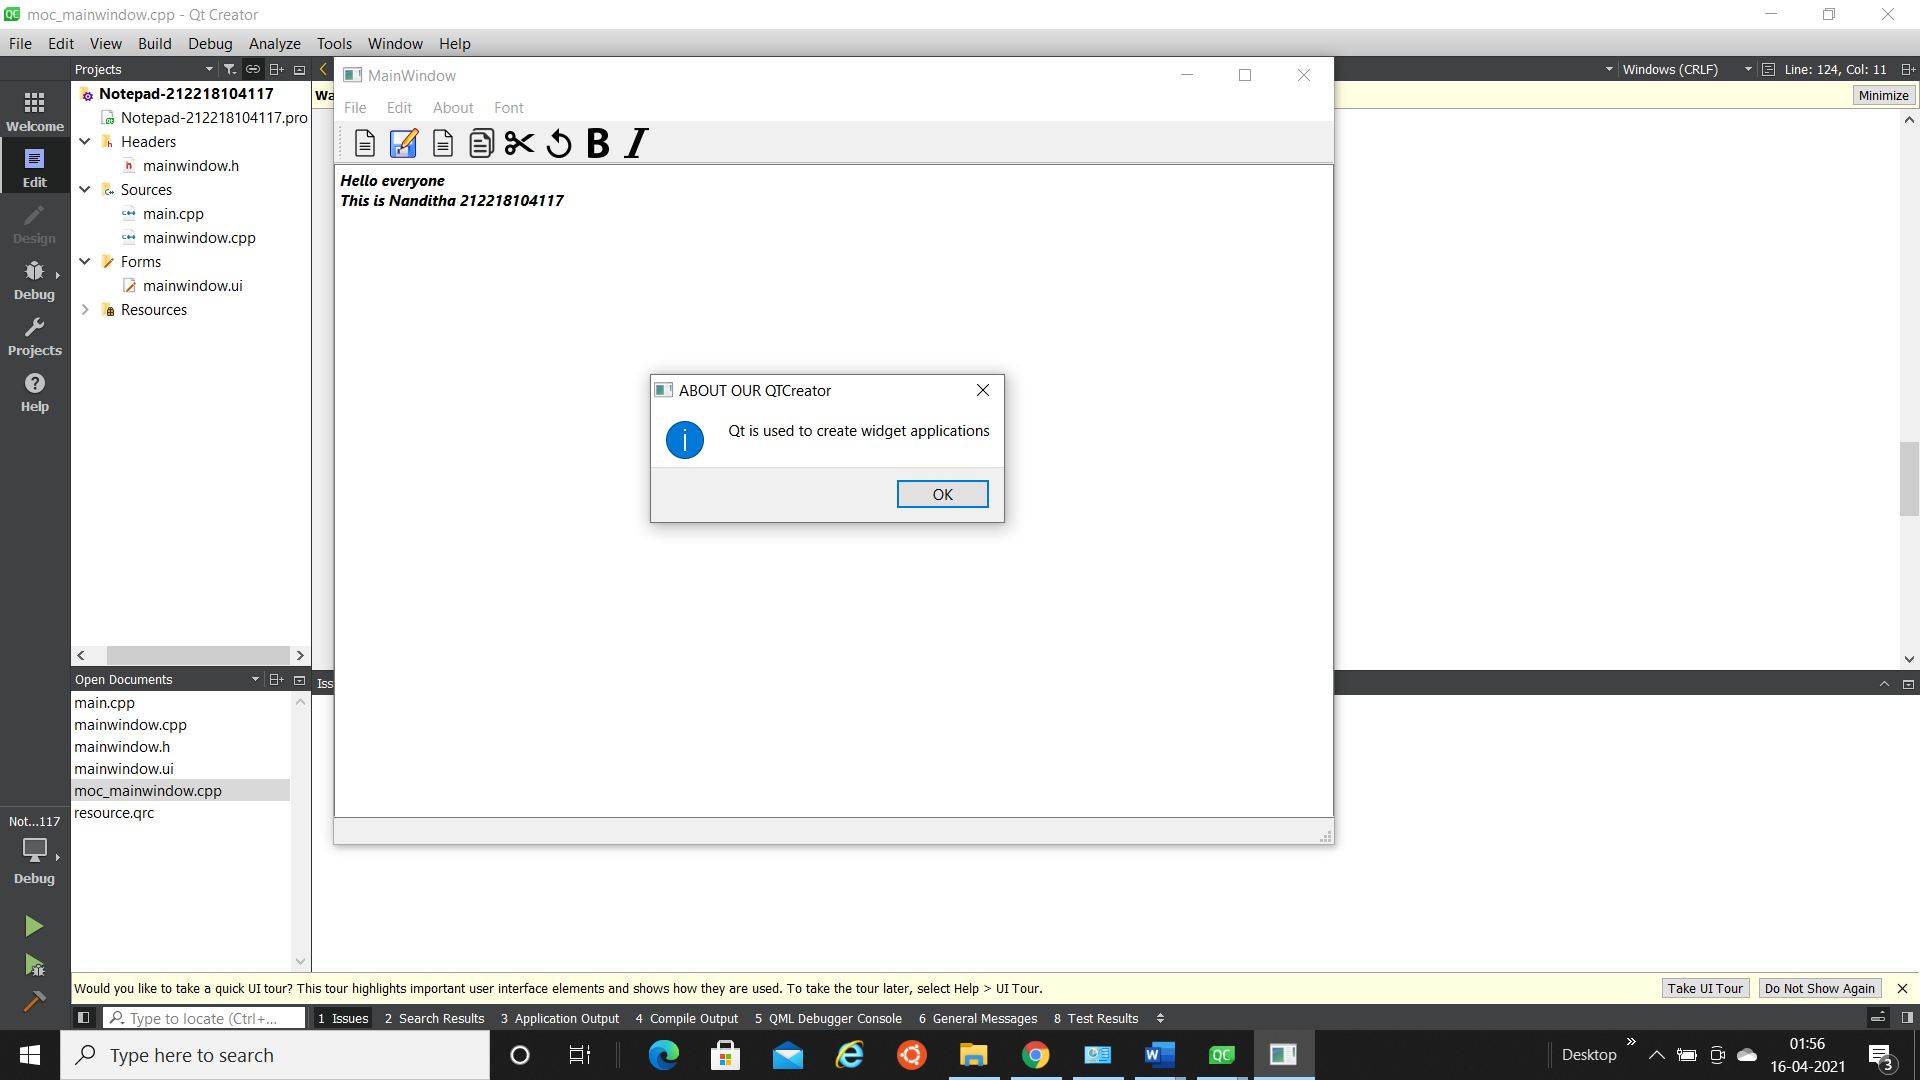 moc_mainwindow.cpp - Qt Creator
File Edit View Build Debug Analyze Tools Window Help
Projects
Windows (CRLF)
Line: 124, Col: 11
Minimize
Welcome
Edit
Design
Debug
Projects
Help
Notepad-212218104117
Notepad-212218104117.pro
Headers
mainwindow.h
Sources
main.cpp
mainwindow.cpp
Forms
mainwindow.ui
Resources
Wa
MainWindow
File Edit About Font
B I
Hello everyone
This is Nanditha 212218104117
ABOUT OUR QTCreator
Qt is used to create widget applications
OK
Open Documents
Iss
main.cpp
mainwindow.cpp
mainwindow.h
mainwindow.ui
moc_mainwindow.cpp
resource.qrc
Not...117
Debug
Would you like to take a quick UI tour? This tour highlights important user interface elements and shows how they are used. To take the tour later, select Help > UI Tour.
Take UI Tour
Do Not Show Again
Type to locate (Ctrl+...
1 Issues 2 Search Results 3 Application Output 4 Compile Output 5 QML Debugger Console 6 General Messages 8 Test Results
Type here to search
Desktop
01:56
16-04-2021
3